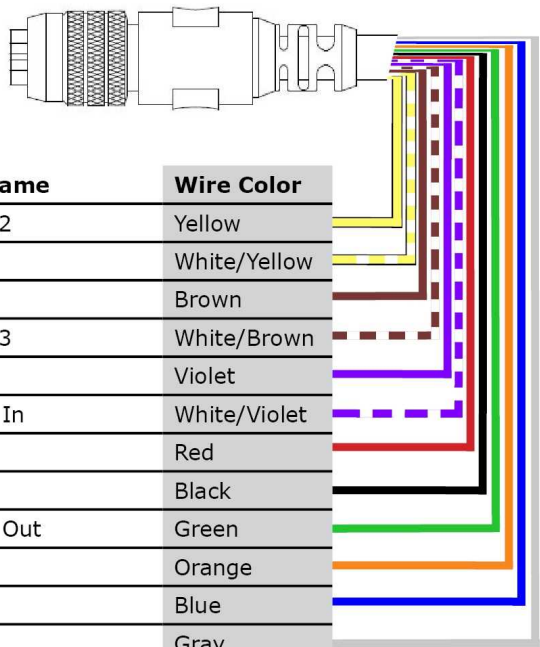 ame Wire Color
2 Yellow
White/Yellow
Brown
3 White/Brown
Violet
In White/Violet
Red
Black
Out Green
Orange
Blue
Gray